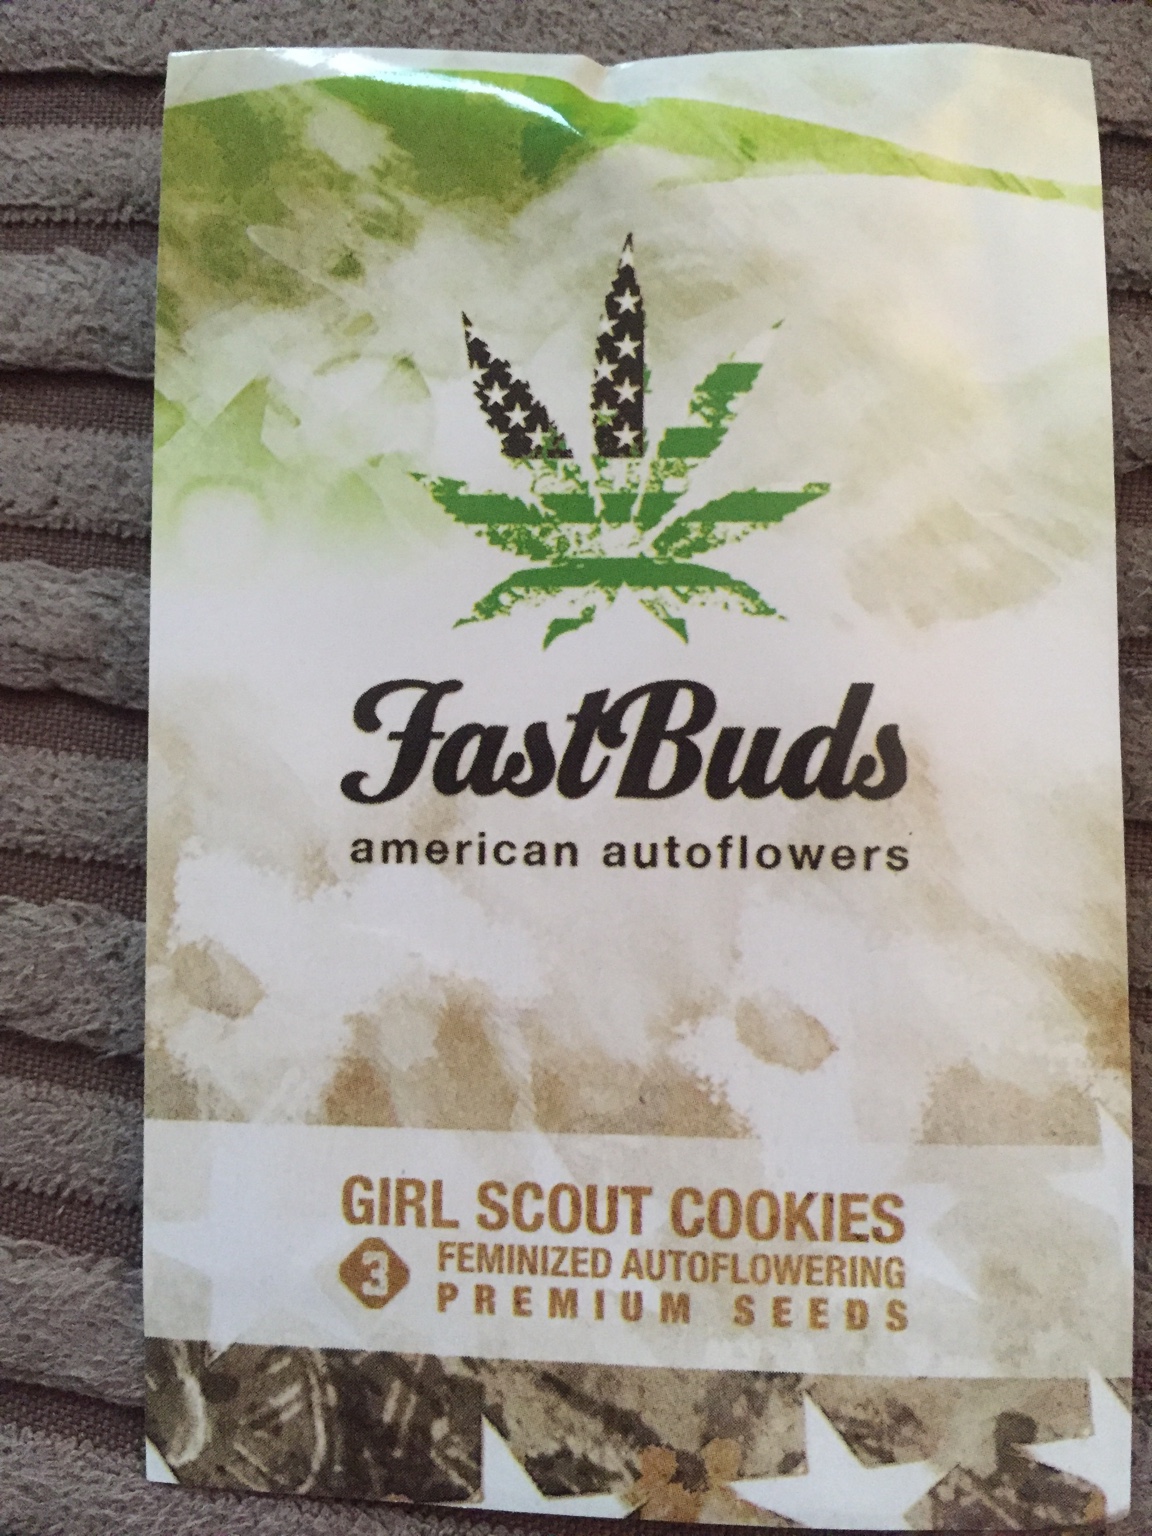 FastBuds
american autoflowers
GIRL SCOUT COOKIES
3 FEMINIZED AUTOFLOWERING
PREMIUM SEEDS